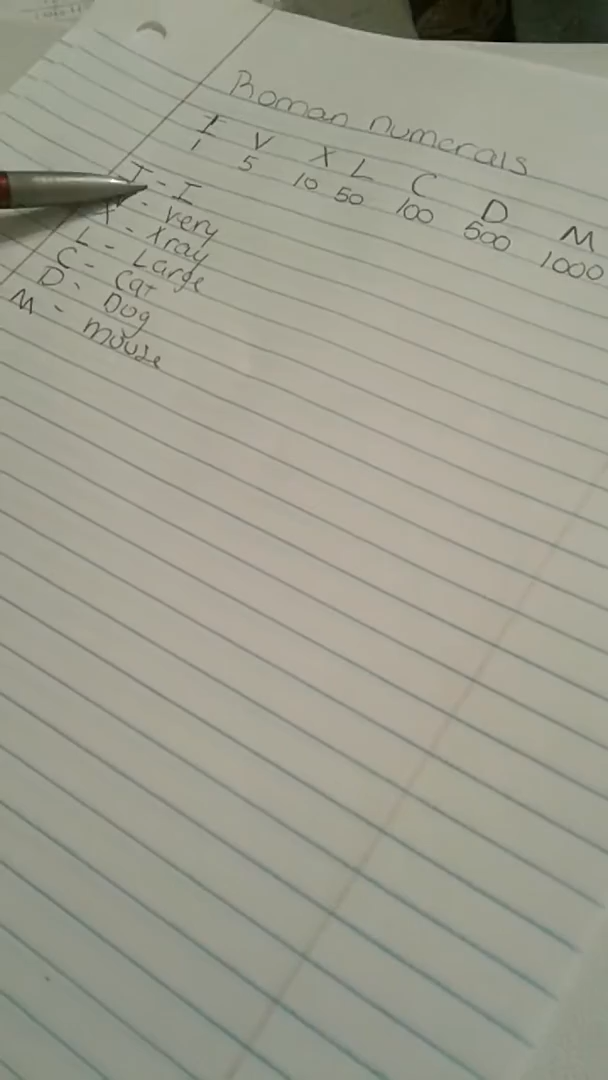 Roman numerals
I V X L C D M
1 5 10 50 100 500 1000
I - I
V - Very
X - Xray
L - Large
C - Cat
D - Dog
M - mouse